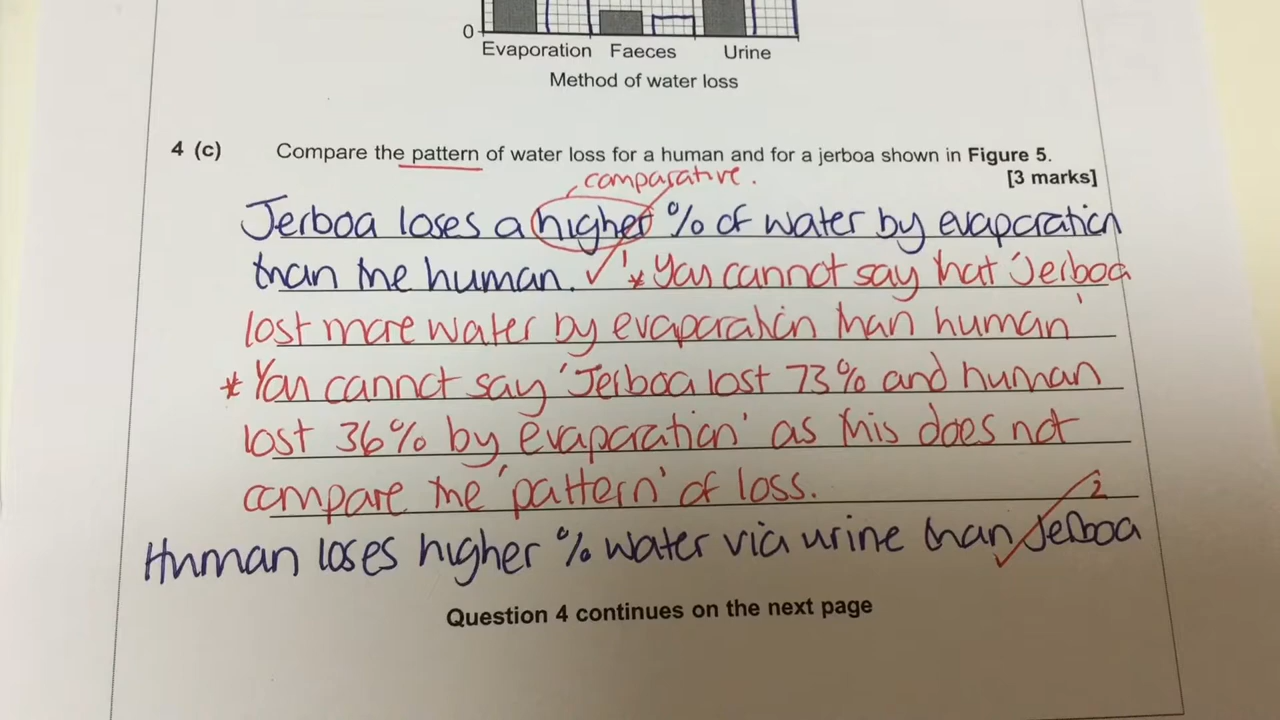 0
Evaporation Faeces Urine
Method of water loss
4 (c) Compare the pattern of water loss for a human and for a jerboa shown in Figure 5.
[3 marks]
comparative.
Jerboa loses a higher % of water by evaporation
than the human. ✓1 * You cannot say that 'Jerboa
lost more water by evaporation than human'
* You cannot say 'Jerboa lost 73% and human
lost 36% by evaporation' as this does not
compare the 'pattern' of loss.
Human loses higher % water via urine than Jerboa ✓2
Question 4 continues on the next page